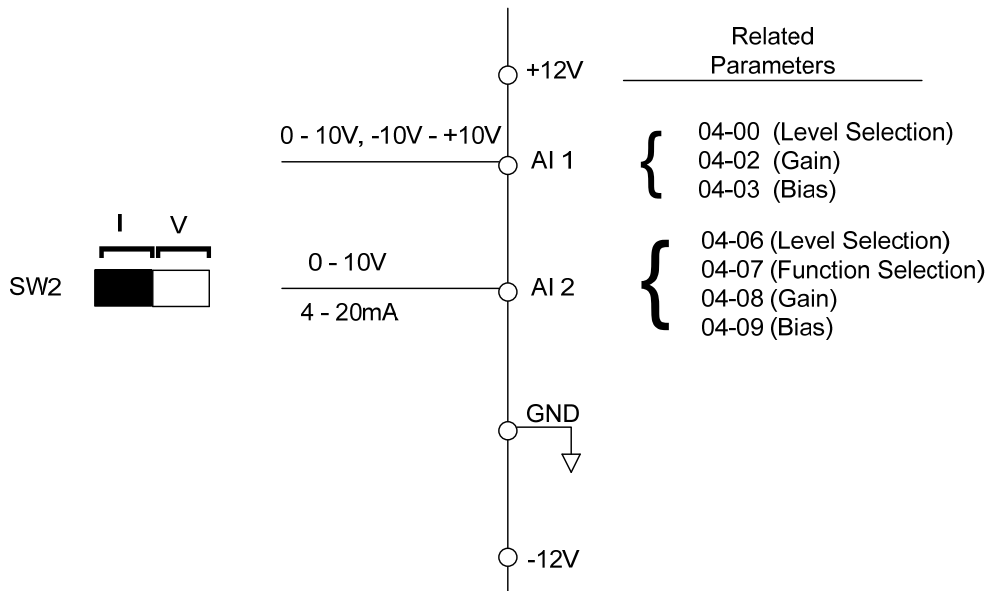 Related
Parameters
+12V
0 - 10V, -10V - +10V
AI 1
04-00 (Level Selection)
04-02 (Gain)
04-03 (Bias)
I V
SW2
0 - 10V
4 - 20mA
AI 2
04-06 (Level Selection)
04-07 (Function Selection)
04-08 (Gain)
04-09 (Bias)
GND
-12V